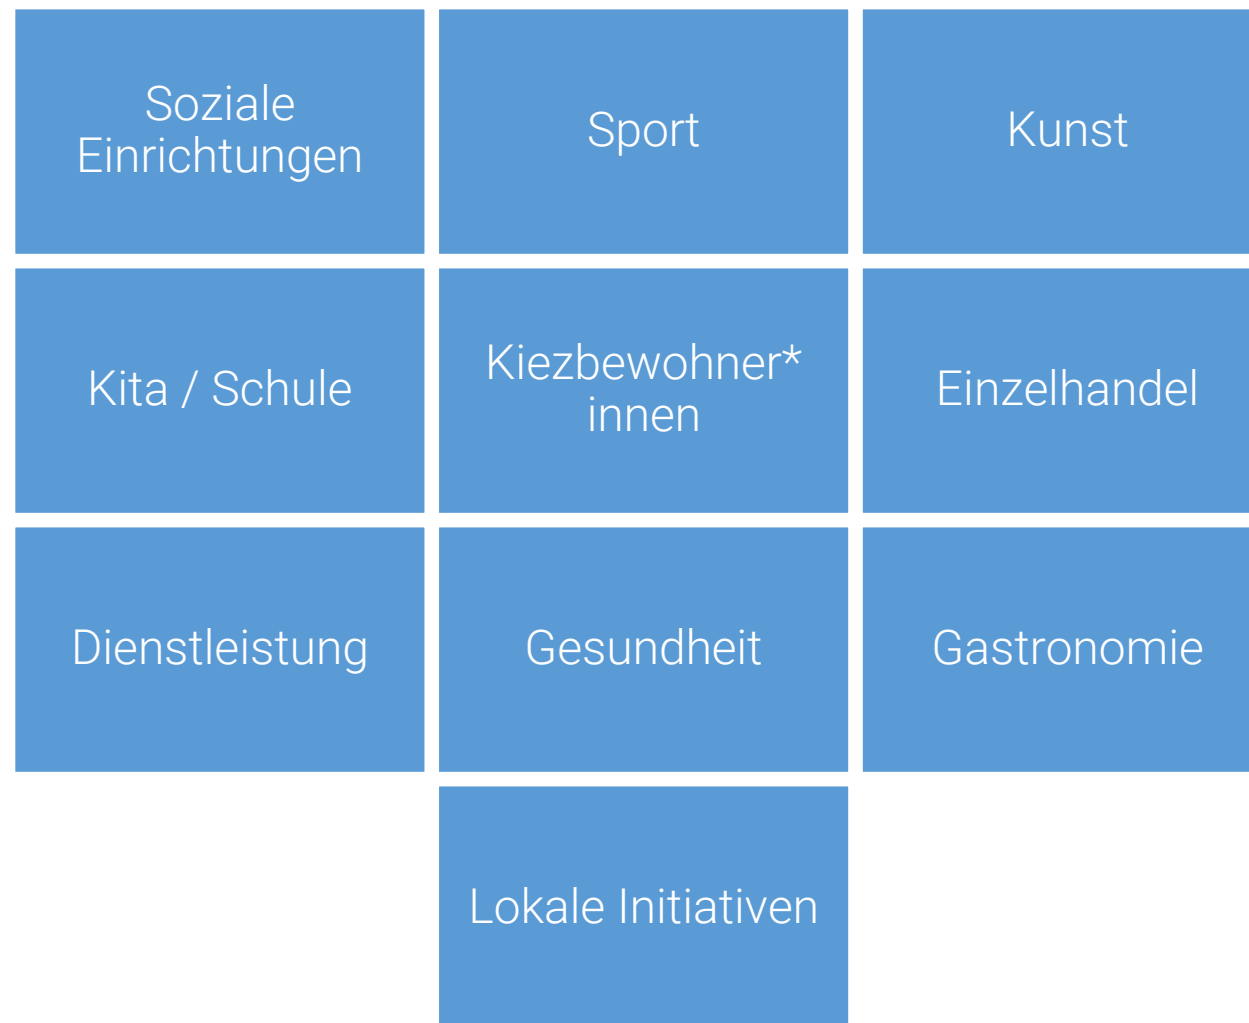 Soziale
Einrichtungen
Sport
Kunst
Kita / Schule
Kiezbewohner*
innen
Einzelhandel
Dienstleistung
Gesundheit
Gastronomie
Lokale Initiativen